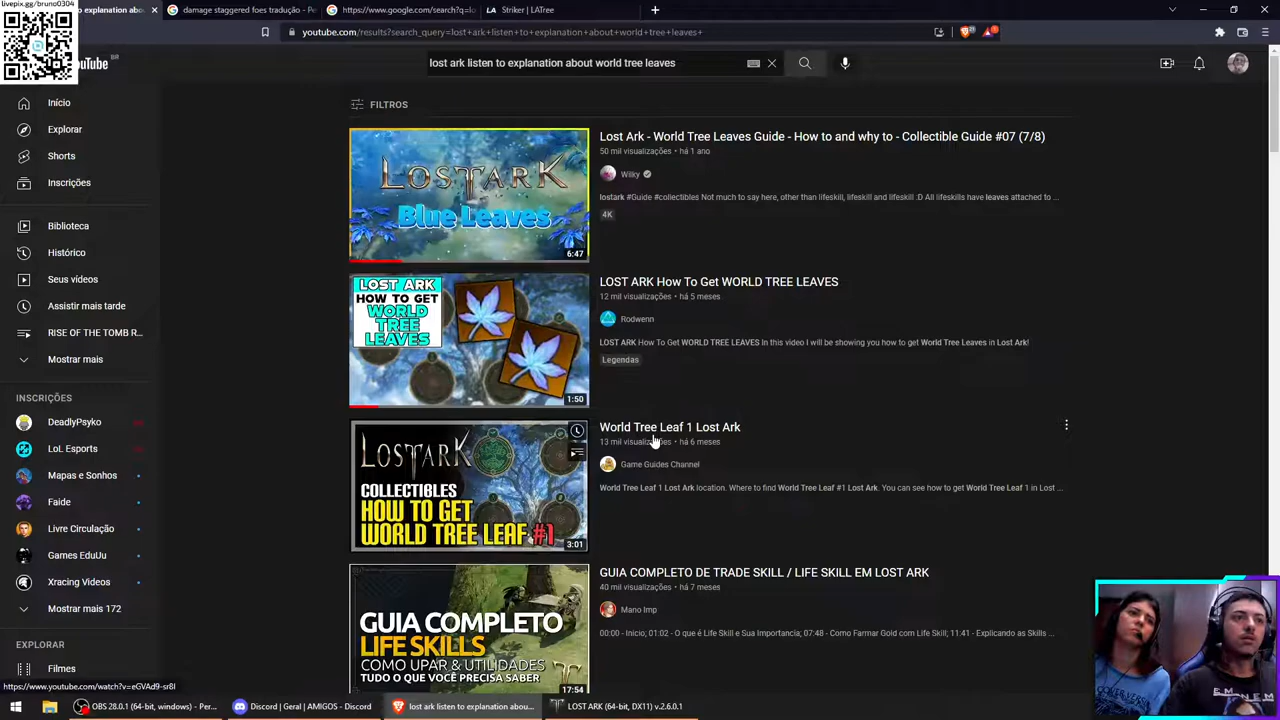 livepix.gg/bruno0304
o explanation abou
damage staggered foes tradução - Pe
https://www.google.com/search?q=lo
LA Striker | LATree
youtube.com/results?search_query=lost+ark+listen+to+explanation+about+world+tree+leaves+
BR
lost ark listen to explanation about world tree leaves
Início
Explorar
Shorts
Inscrições
Biblioteca
Histórico
Seus vídeos
Assistir mais tarde
RISE OF THE TOMB R...
Mostrar mais
INSCRIÇÕES
DeadlyPsyko
LoL Esports
Mapas e Sonhos
Faide
Livre Circulação
Games EduUu
Xracing Videos
Mostrar mais 172
EXPLORAR
Filmes
https://www.youtube.com/watch?v=eGVAd9-sr8I
FILTROS
LOSTARK
Blue Leaves
6:47
Lost Ark - World Tree Leaves Guide - How to and why to - Collectible Guide #07 (7/8)
50 mil visualizações • há 1 ano
Wilky
lostark #Guide #collectibles Not much to say here, other than lifeskill, lifeskill and lifeskill :D All lifeskills have leaves attached to ...
4K
LOST ARK
HOW TO GET
WORLD
TREE
LEAVES
1:50
LOST ARK How To Get WORLD TREE LEAVES
12 mil visualizações • há 5 meses
Rodwenn
LOST ARK How To Get WORLD TREE LEAVES In this video I will be showing you how to get World Tree Leaves in Lost Ark!
Legendas
LOSTARK
COLLECTIBLES
HOW TO GET
WORLD TREE LEAF #1
3:01
World Tree Leaf 1 Lost Ark
13 mil visualizações • há 6 meses
Game Guides Channel
World Tree Leaf 1 Lost Ark location. Where to find World Tree Leaf #1 Lost Ark. You can see how to get World Tree Leaf 1 in Lost ...
GUIA COMPLETO
LIFE SKILLS
COMO UPAR & UTILIDADES
TUDO O QUE VOCÊ PRECISA SABER
17:54
GUIA COMPLETO DE TRADE SKILL / LIFE SKILL EM LOST ARK
40 mil visualizações • há 7 meses
Mano Imp
00:00 - Inicio; 01:02 - O que é Life Skill e Sua Importancia; 07:48 - Como Farmar Gold com Life Skill; 11:41 - Explicando as Skills ...
OBS 28.0.1 (64-bit, windows) - Per...
Discord | Geral | AMIGOS - Discord
lost ark listen to explanation abou...
LOST ARK (64-bit, DX11) v.2.6.0.1